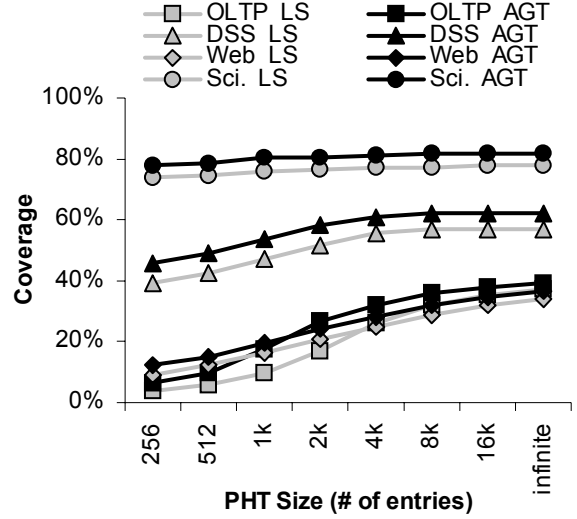 OLTP LS OLTP AGT
DSS LS DSS AGT
Web LS Web AGT
Sci. LS Sci. AGT
100%
80%
60%
40%
20%
0%
Coverage
256
512
1k
2k
4k
8k
16k
infinite
PHT Size (# of entries)